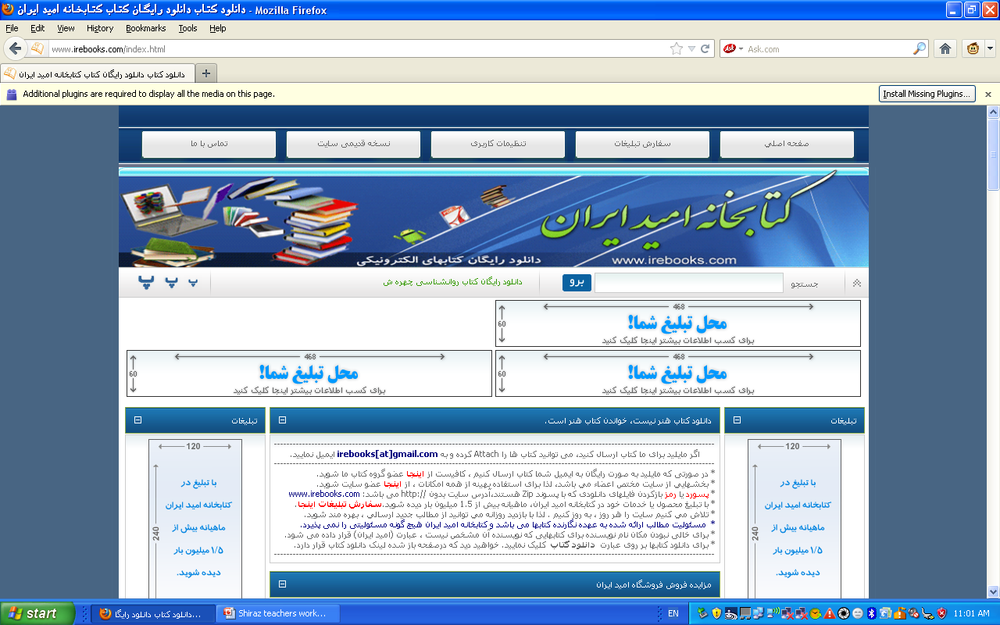 دانلود کتاب دانلود رایگان کتاب کتابخانه امید ایران - Mozilla Firefox
File Edit View History Bookmarks Tools Help
www.irebooks.com/index.html
Ask Ask.com
دانلود کتاب دانلود رایگان کتاب کتابخانه امید ایران
Additional plugins are required to display all the media on this page. Install Missing Plugins...
صفحه اصلي سفارش تبلیغات تنظیمات کاربری نسخه قدیمی سایت تماس با ما
کتابخانه امید ایران
دانلود رایگان کتابهای الکترونیکی www.irebooks.com
جستجو برو دانلود رایگان کتاب روانشناسی چهره ش پ پ پ
468
60
محل تبلیغ شما!
برای کسب اطلاعات بیشتر اینجا کلیک کنید
468
60
محل تبلیغ شما!
برای کسب اطلاعات بیشتر اینجا کلیک کنید
468
60
محل تبلیغ شما!
برای کسب اطلاعات بیشتر اینجا کلیک کنید
تبلیغات
120
240
با تبلیغ در
کتابخانه امید ایران
ماهیانه بیش از
۱/۵ میلیون بار
دیده شوید.
دانلود کتاب هنر نیست، خواندن کتاب هنر است.
اگر مایلید برای ما کتاب ارسال کنید، می توانید کتاب ها را Attach کرده و به irebooks[at]gmail.com ایمیل نمایید.
* در صورتی که مایلید به صورت رایگان به ایمیل شما کتاب ارسال کنیم ، کافیست از اینجا عضو گروه کتاب ما شوید.
* بخشهایي از سایت مختص اعضاء مي باشد، لذا برای استفاده بهینه از همه امکانات ، از اینجا عضو سایت شوید.
* پسورد یا رمز بازکردن فایلهای دانلودی که با پسوند Zip هستند،آدرس سایت بدون http:// می باشد: www.irebooks.com
* با تبلیغ محصول یا خدمات خود در کتابخانه امید ایران، ماهیانه بیش از 1.5 میلیون بار دیده شوید.سفارش تبلیغات اینجا.
* تلاش می کنیم سایت را هر روز ، به روز کنیم . لذا با بازدید روزانه می توانید از مطالب جدید ارسالی ، بهره مند شوید.
* مسئولیت مطالب ارائه شده به عهده نگارنده کتابها می باشد و کتابخانه امید ایران هیچ گونه مسئولیتی را نمی پذیرد.
* برای خالی نبودن مکان نام نویسنده برای کتابهایی که نویسنده آن مشخص نیست ، عبارت (امید ایران) قرار داده می شود.
* برای دانلود کتابها بر روی عبارت دانلود کتاب کلیک نمایید. خواهید دید که درصفحه باز شده لینک دانلود کتاب قرار دارد.
مزایده فروش فروشگاه امید ایران
تبلیغات
120
240
با تبلیغ در
کتابخانه امید ایران
ماهیانه بیش از
۱/۵ میلیون بار
دیده شوید.
start دانلود کتاب دانلود رایگا... Shiraz teachers work... EN 11:01 AM